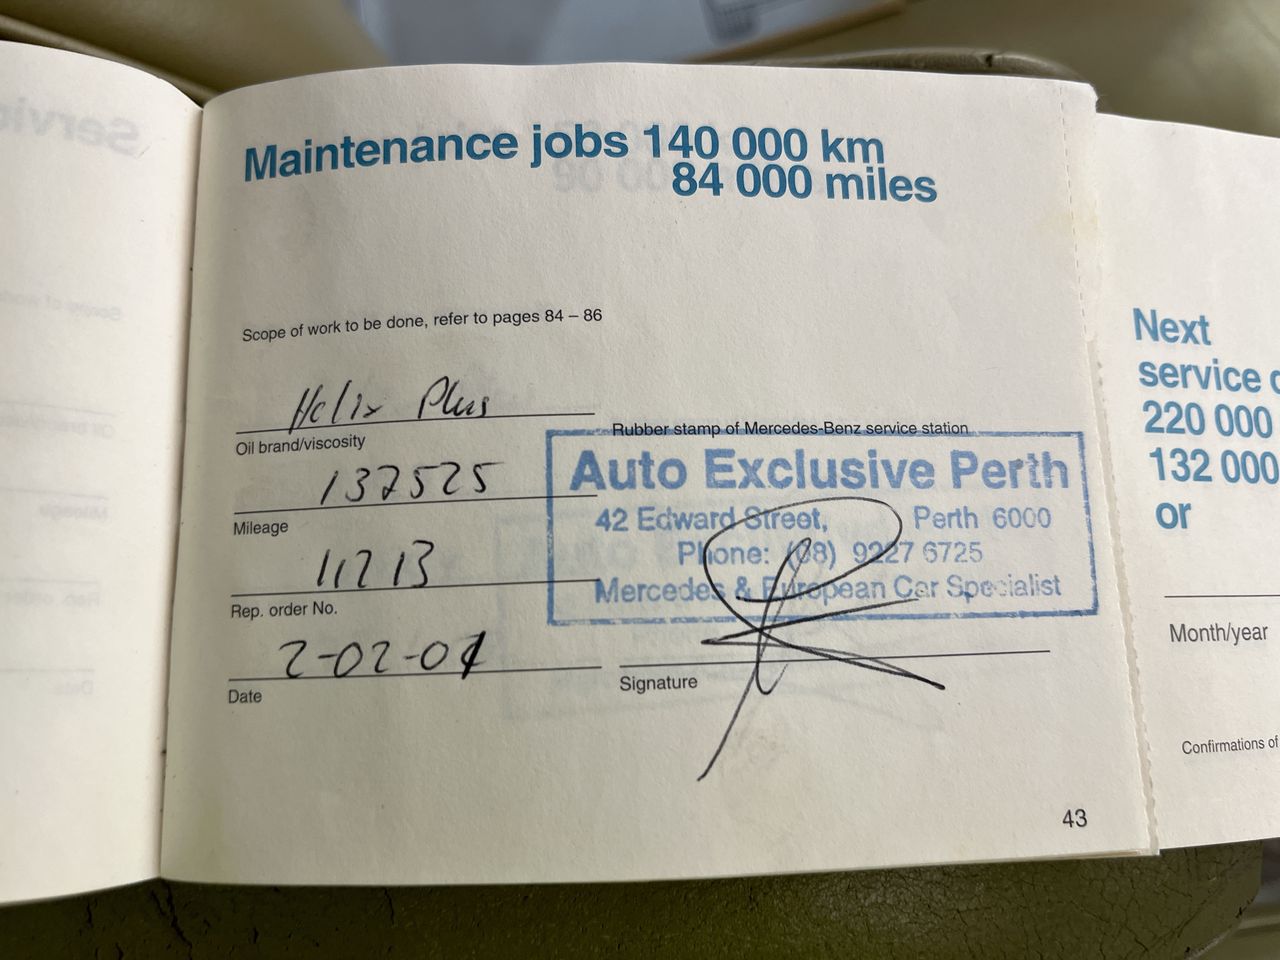 Maintenance jobs 140 000 km
84 000 miles
Scope of work to be done, refer to pages 84 – 86
Helix Plus
Oil brand/viscosity
137525
Mileage
11213
Rep. order No.
2-02-01
Date
Rubber stamp of Mercedes-Benz service station
Auto Exclusive Perth
42 Edward Street, Perth 6000
Phone: (08) 9227 6725
Mercedes & European Car Specialist
Signature
43
Next
service
220 000
132 000
or
Month/year
Confirmations of